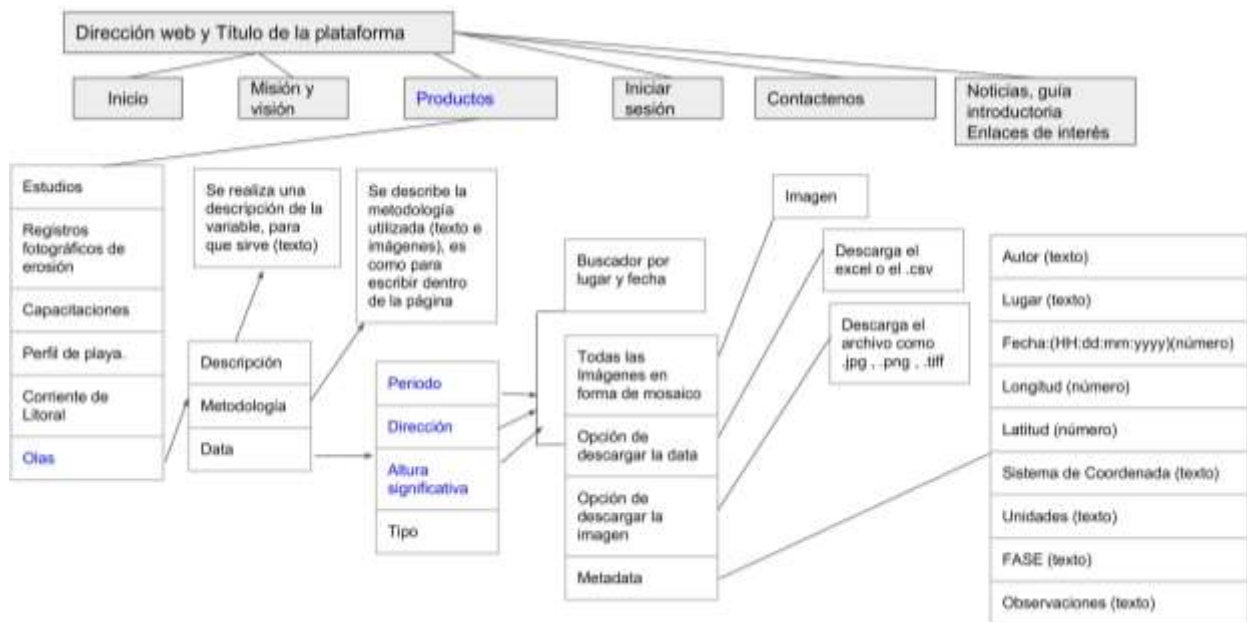 Dirección web y Título de la plataforma
Inicio
Misión y
visión
Productos
Iniciar
sesión
Contactenos
Noticias, guía
introductoria
Enlaces de interés
Estudios
Registros
fotográficos de
erosión
Capacitaciones
Perfil de playa.
Corriente de
Litoral
Olas
Se realiza una
descripción de la
variable, para
que sirve (texto)
Se describe la
metodología
utilizada (texto e
imágenes), es
como para
escribir dentro
de la página
Descripción
Metodología
Data
Periodo
Dirección
Altura
significativa
Tipo
Buscador por
lugar y fecha
Todas las
Imágenes en
forma de mosaico
Opción de
descargar la data
Opción de
descargar la
imagen
Metadata
Imagen
Descarga el
excel o el .csv
Descarga el
archivo como
.jpg , .png , .tiff
Autor (texto)
Lugar (texto)
Fecha:(HH:dd:mm:yyyy)(número)
Longitud (número)
Latitud (número)
Sistema de Coordenada (texto)
Unidades (texto)
FASE (texto)
Observaciones (texto)